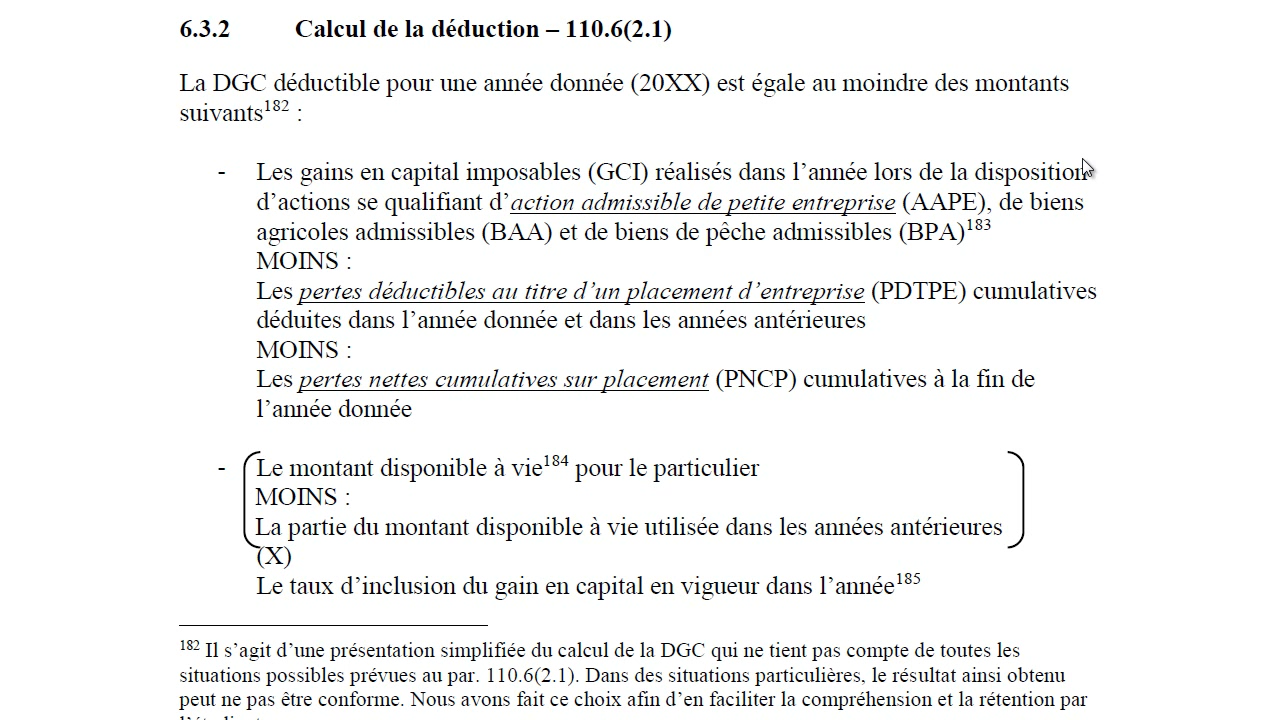 6.3.2 Calcul de la déduction – 110.6(2.1)
La DGC déductible pour une année donnée (20XX) est égale au moindre des montants
suivants182 :
- Les gains en capital imposables (GCI) réalisés dans l’année lors de la disposition
d’actions se qualifiant d’action admissible de petite entreprise (AAPE), de biens
agricoles admissibles (BAA) et de biens de pêche admissibles (BPA)183
MOINS :
Les pertes déductibles au titre d’un placement d’entreprise (PDTPE) cumulatives
déduites dans l’année donnée et dans les années antérieures
MOINS :
Les pertes nettes cumulatives sur placement (PNCP) cumulatives à la fin de
l’année donnée
- Le montant disponible à vie184 pour le particulier
MOINS :
La partie du montant disponible à vie utilisée dans les années antérieures
(X)
Le taux d’inclusion du gain en capital en vigueur dans l’année185
182 Il s’agit d’une présentation simplifiée du calcul de la DGC qui ne tient pas compte de toutes les
situations possibles prévues au par. 110.6(2.1). Dans des situations particulières, le résultat ainsi obtenu
peut ne pas être conforme. Nous avons fait ce choix afin d’en faciliter la compréhension et la rétention par